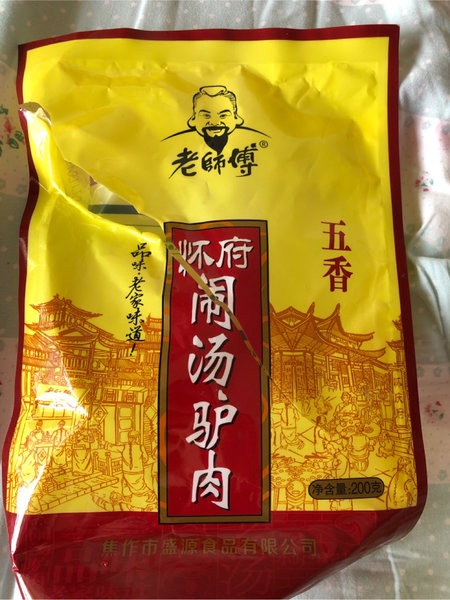 老師傅®
五香
怀府
闹汤驴肉
品味·老家味道!
净含量:200克
焦作市盛源食品有限公司